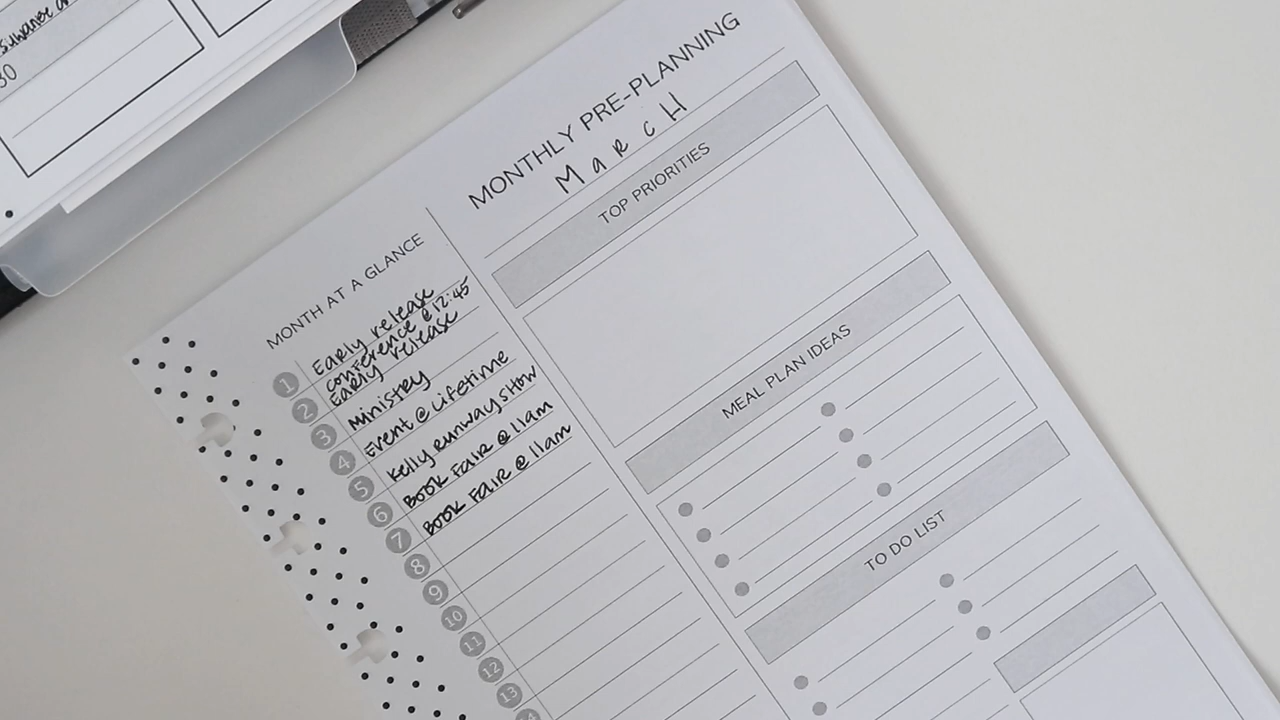 30
MONTHLY PRE-PLANNING
MarcH
MONTH AT A GLANCE
1 Early release
conference @ 12:45
2 Early release
3 Ministry
4 Event @ Lifetime
5 Kelly runway show
6 Book Fair @ 11am
7 Book Fair @ 11am
8
9
10
11
12
13
TOP PRIORITIES
MEAL PLAN IDEAS
TO DO LIST